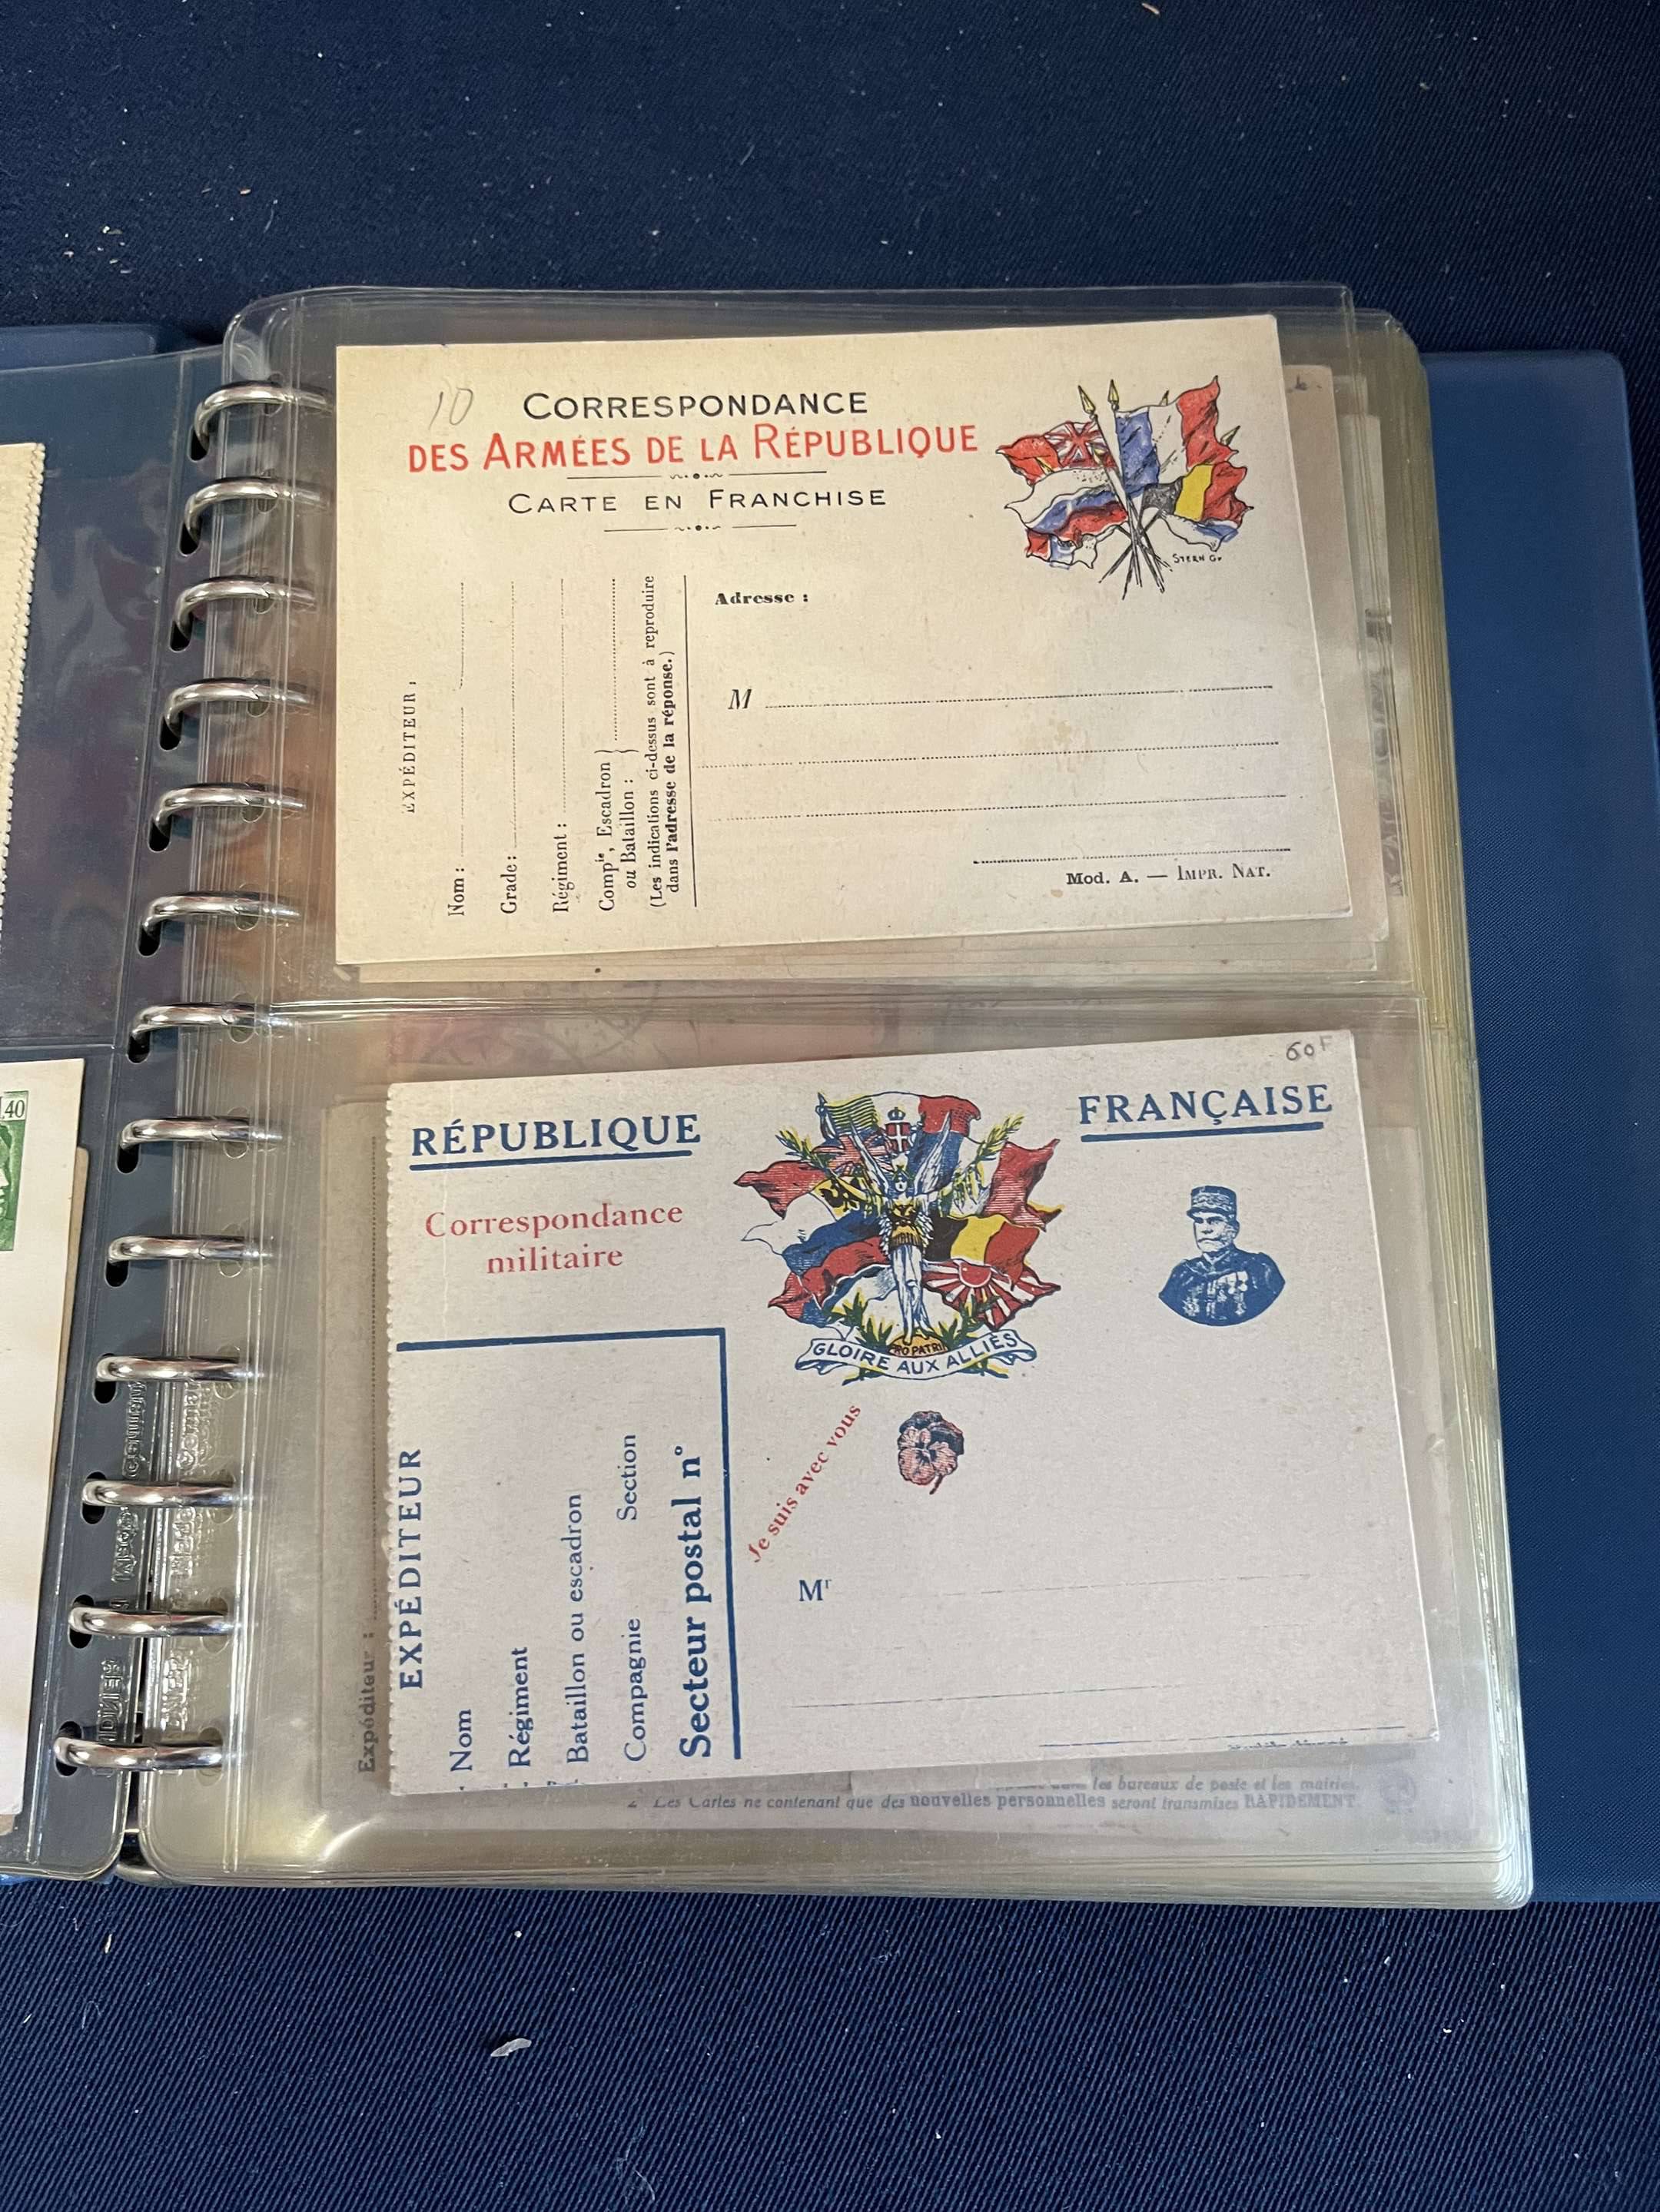 10
CORRESPONDANCE
DES ARMÉES DE LA RÉPUBLIQUE
CARTE EN FRANCHISE
STERN Gr
EXPÉDITEUR :
Nom :
Grade :
Régiment :
Compie, Escadron
ou Bataillon :
(Les indications ci-dessus sont à reproduire
dans l'adresse de la réponse.)
Adresse :
M
Mod. A. — IMPR. NAT.
60F
RÉPUBLIQUE FRANÇAISE
Correspondance
militaire
PRO PATRI
GLOIRE AUX ALLIÉS
EXPÉDITEUR
Nom
Régiment
Bataillon ou escadron
Compagnie Section
Secteur postal n°
Je suis avec vous
Mr
Expéditeur :
les bureaux de poste et les mairies.
2° Les Cartes ne contenant que des nouvelles personnelles seront transmises RAPIDEMENT.
40